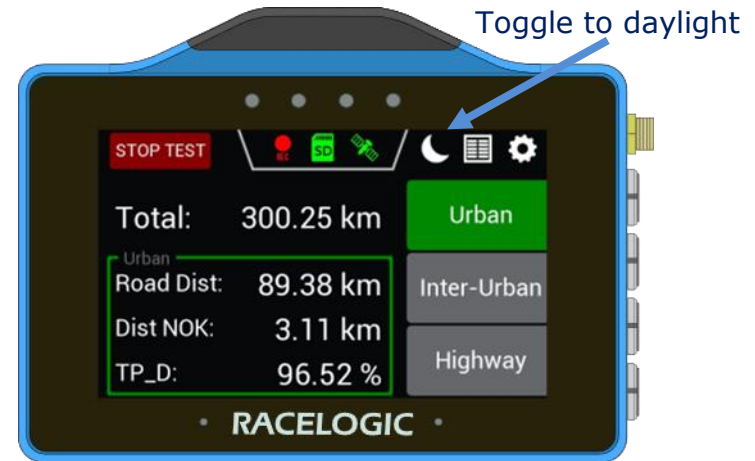 Toggle to daylight
STOP TEST
REC
SD
Total: 300.25 km
Urban
Urban
Road Dist: 89.38 km
Inter-Urban
Dist NOK: 3.11 km
TP_D: 96.52 %
Highway
RACELOGIC